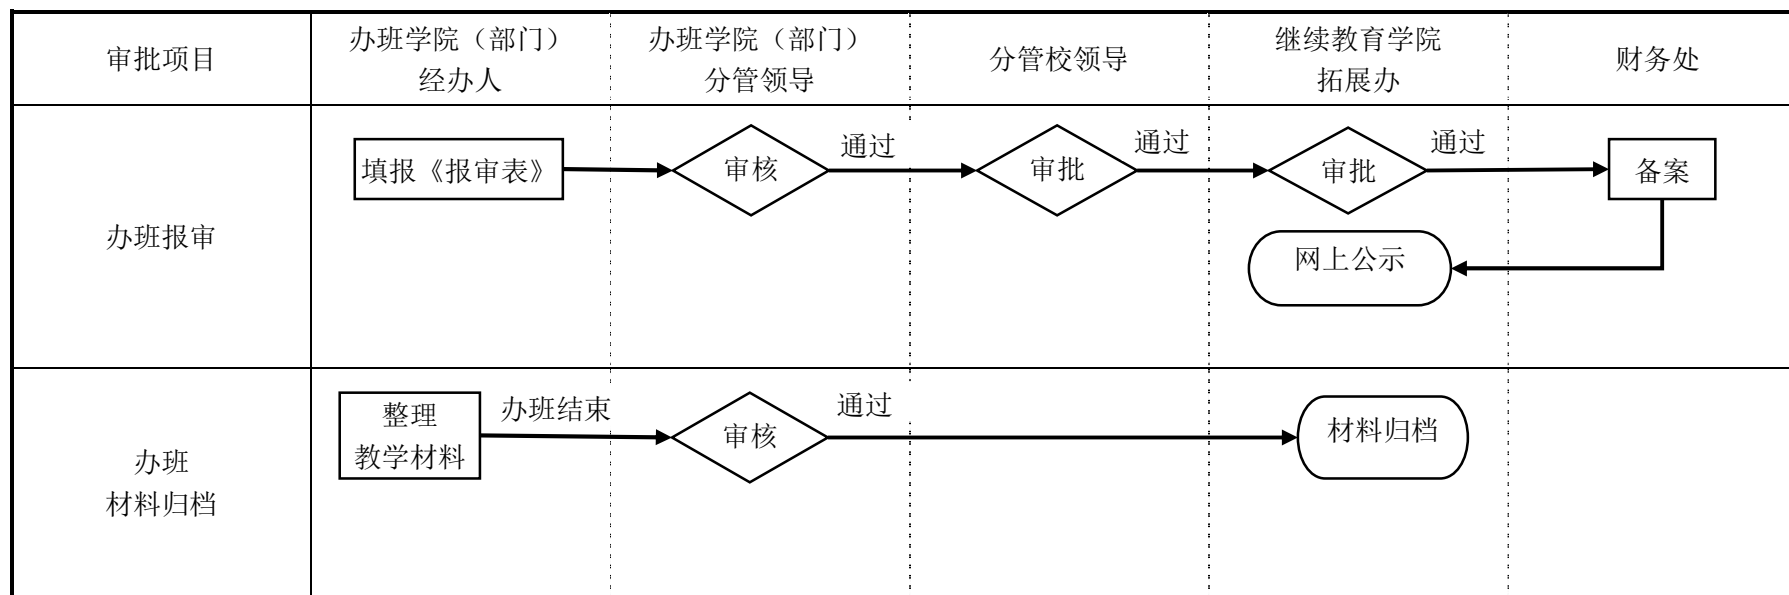 审批项目
办班学院（部门）
经办人
办班学院（部门）
分管领导
分管校领导
继续教育学院
拓展办
财务处
办班报审
填报《报审表》
审核
通过
审批
通过
审批
通过
备案
网上公示
办班
材料归档
整理
教学材料
办班结束
审核
通过
材料归档